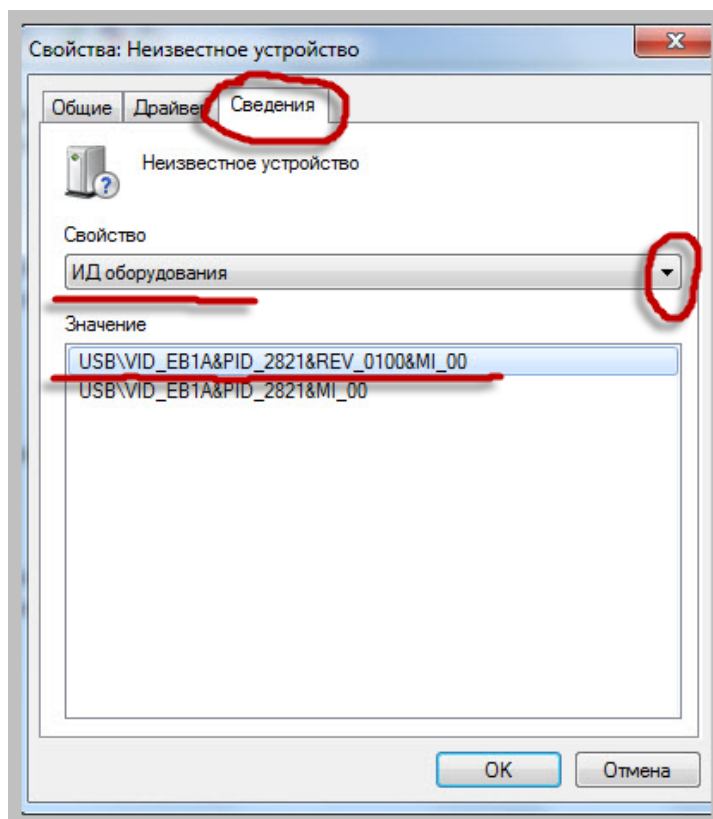 Свойства: Неизвестное устройство
Общие Драйвер Сведения
Неизвестное устройство
Свойство
ИД оборудования
Значение
USB\VID_EB1A&PID_2821&REV_0100&MI_00
USB\VID_EB1A&PID_2821&MI_00
OK Отмена